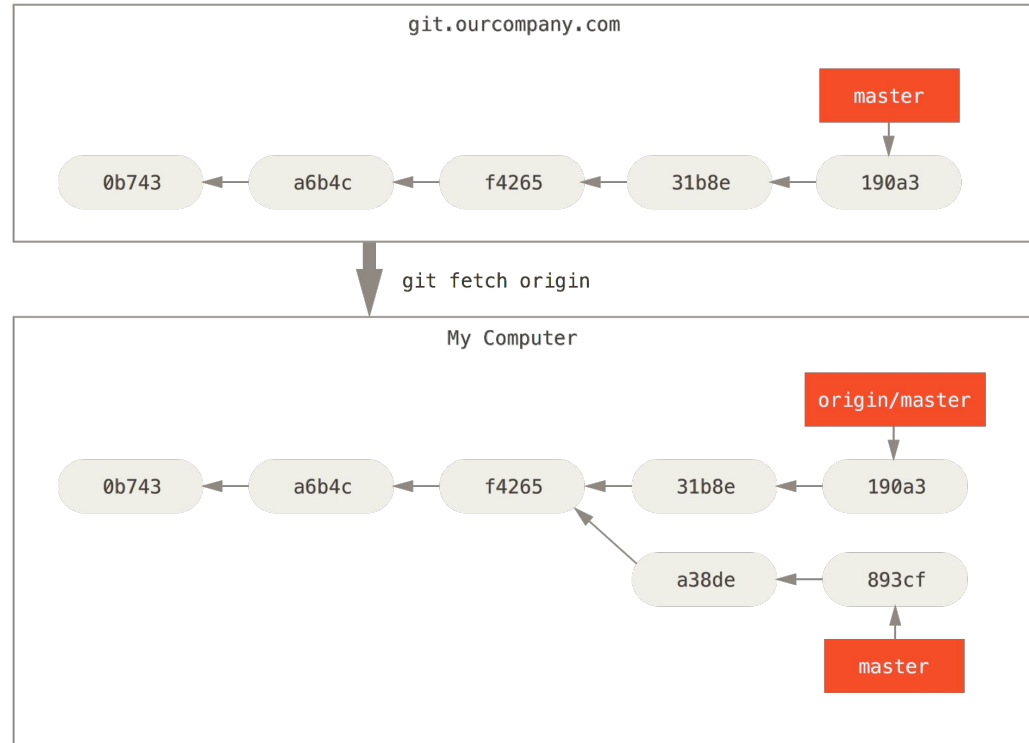 git.ourcompany.com
master
0b743 a6b4c f4265 31b8e 190a3
git fetch origin
My Computer
origin/master
0b743 a6b4c f4265 31b8e 190a3
a38de 893cf
master